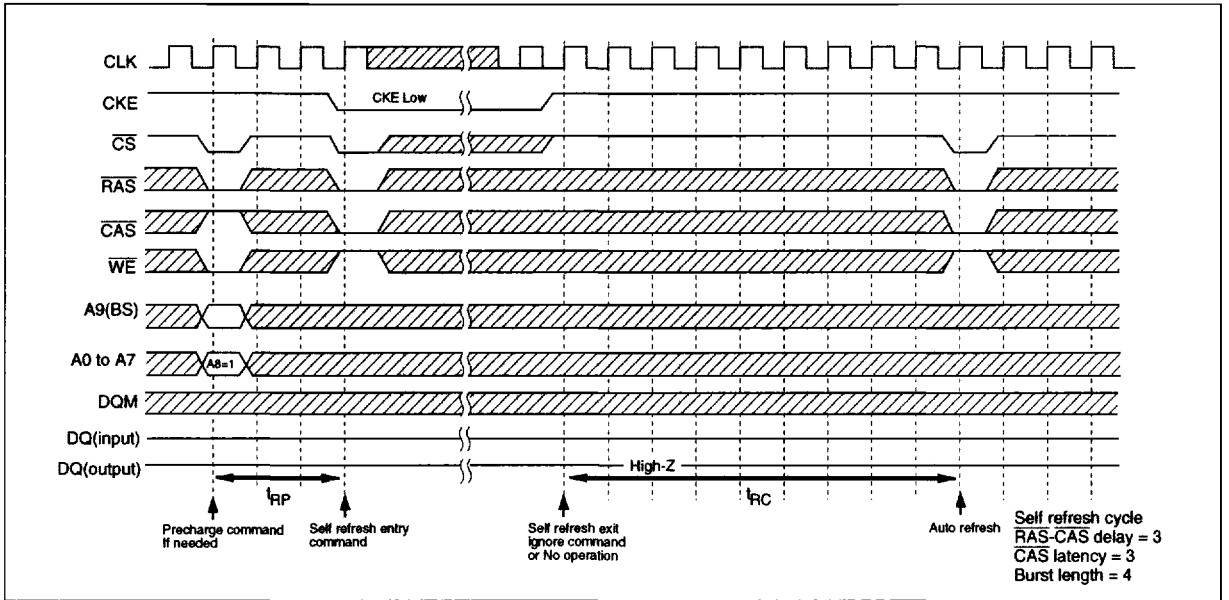 CLK
CKE
CKE Low
CS
RAS
CAS
WE
A9(BS)
A0 to A7
A8=1
DQM
DQ(input)
DQ(output)
High-Z
tRP
tRC
Precharge command
If needed
Self refresh entry
command
Self refresh exit
ignore command
or No operation
Auto refresh
Self refresh cycle
RAS-CAS delay = 3
CAS latency = 3
Burst length = 4